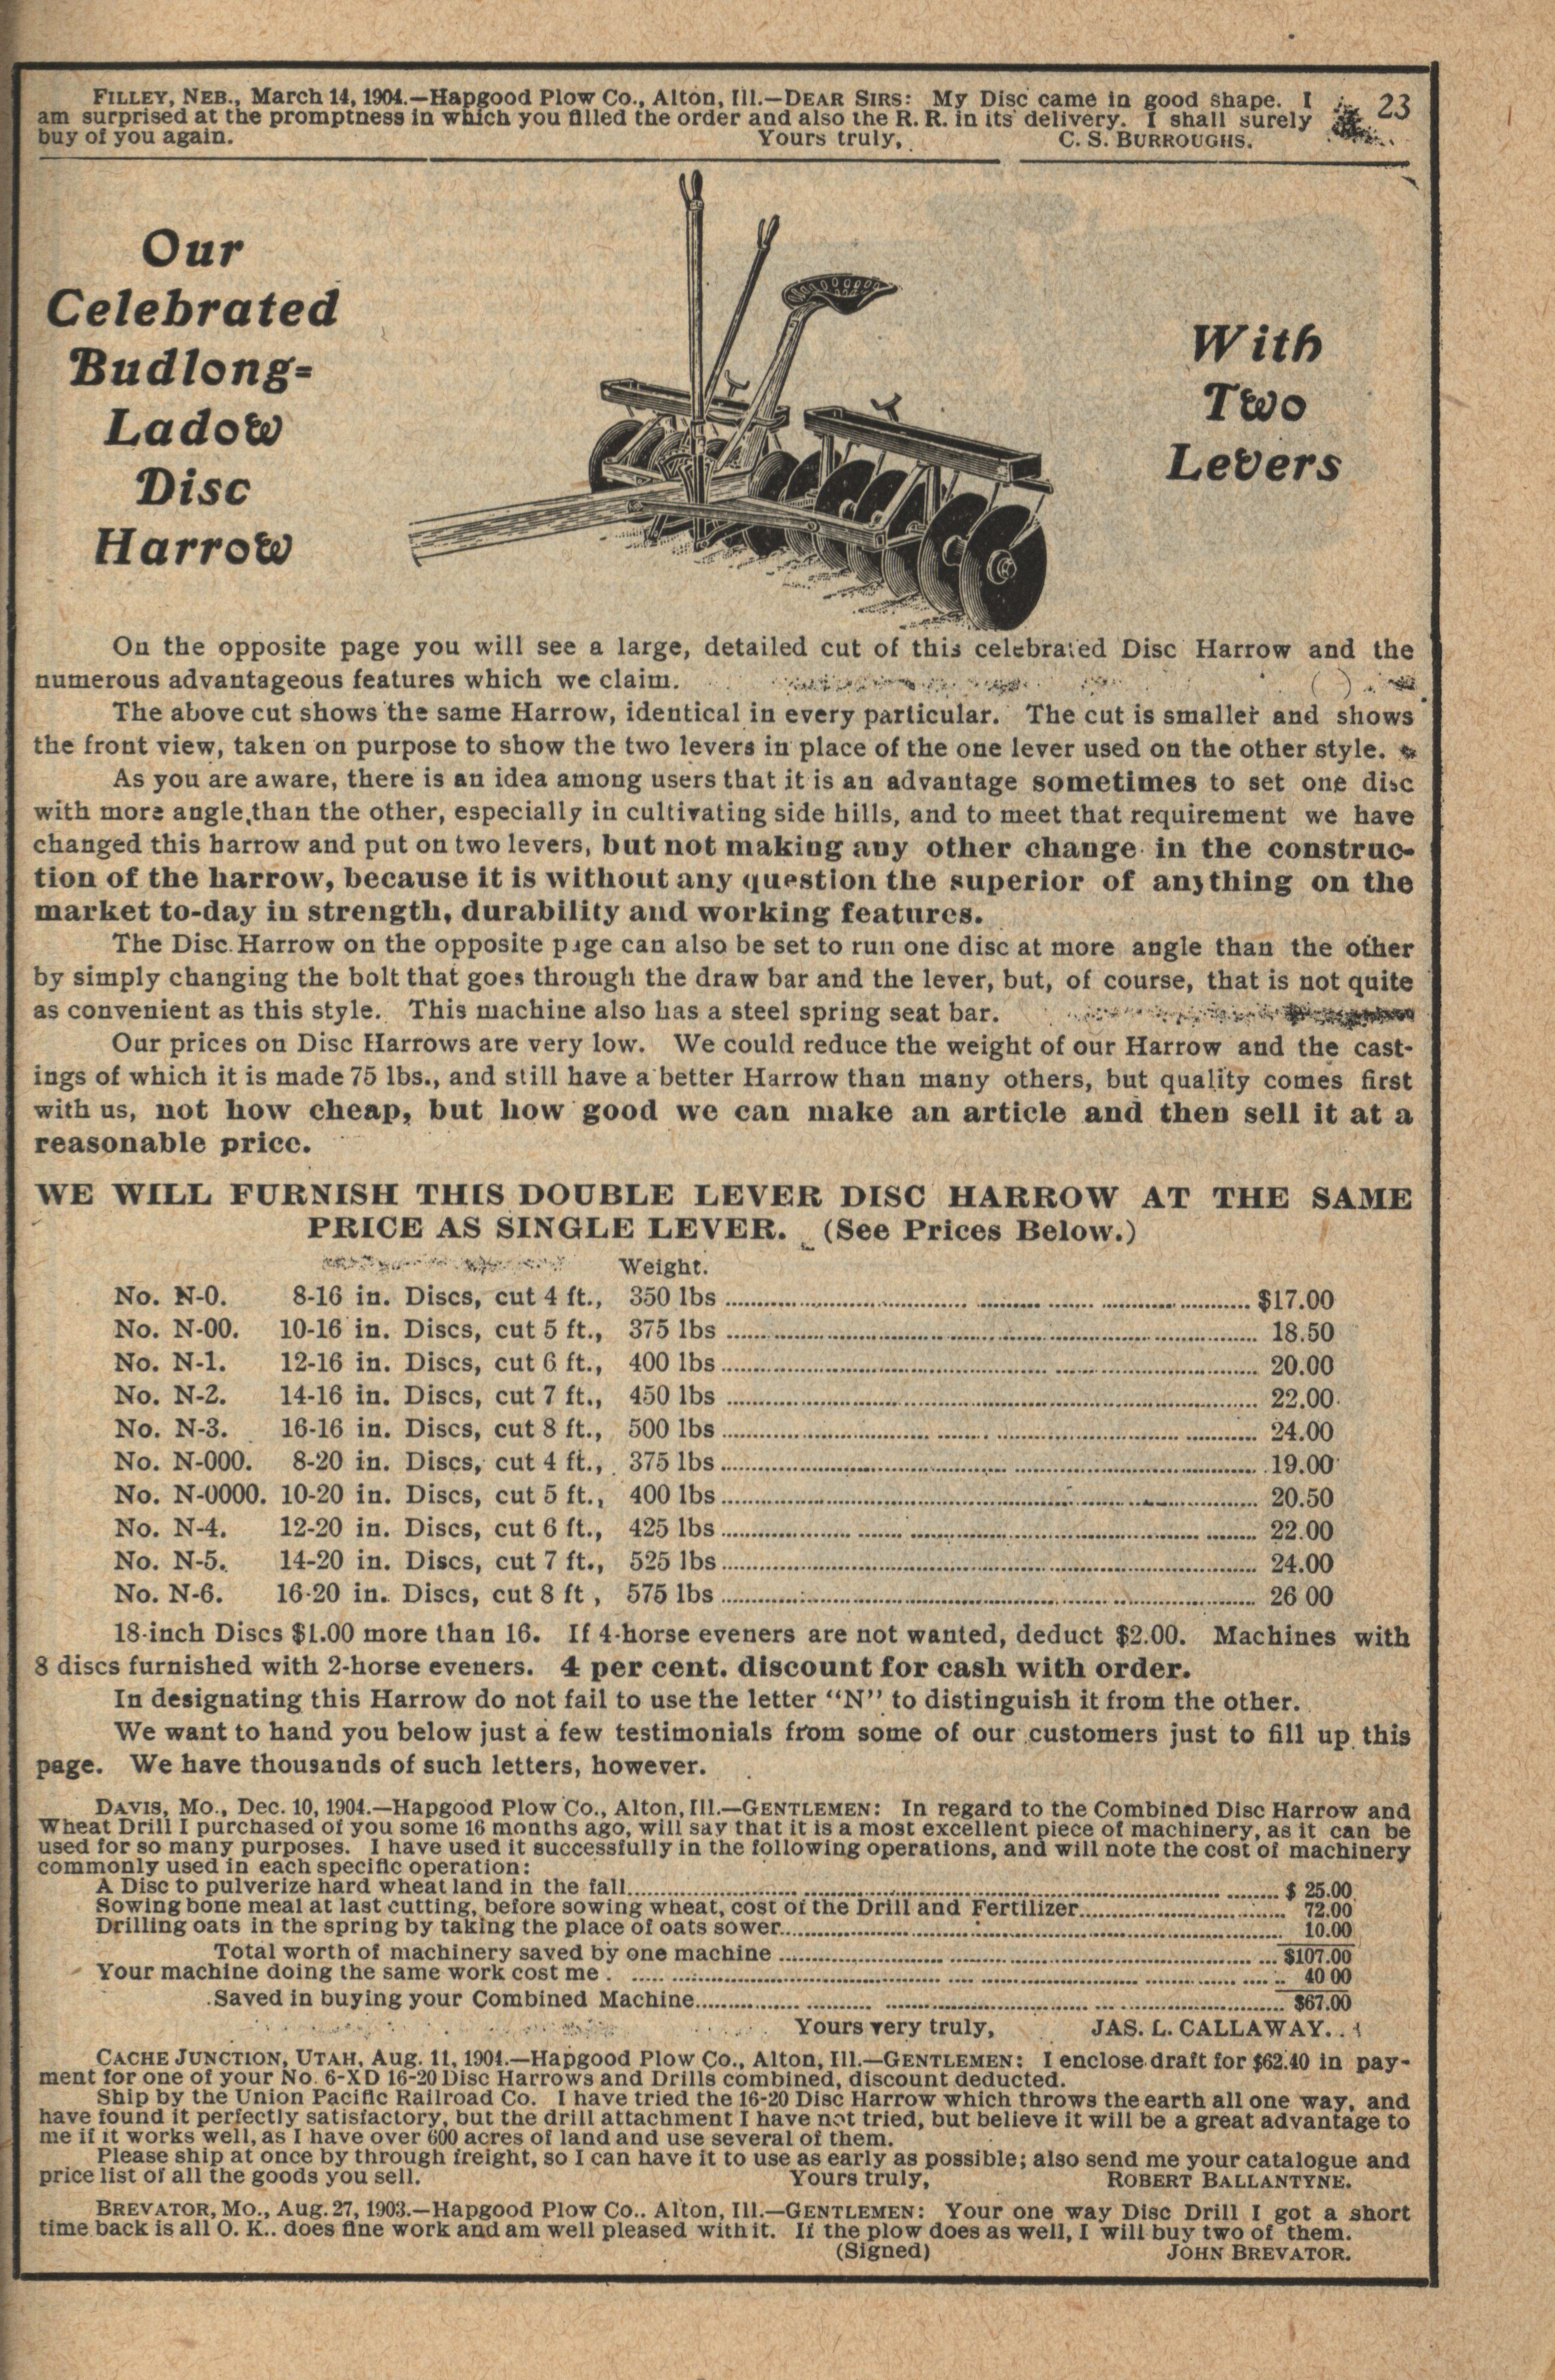 FILLEY, NEB., March 14, 1904.—Hapgood Plow Co., Alton, Ill.—DEAR SIRS: My Disc came in good shape. I
am surprised at the promptness in which you filled the order and also the R. R. in its delivery. I shall surely
buy of you again. Yours truly, C. S. BURROUGHS.
23
Our
Celebrated
Budlong-
Ladow
Disc
Harrow
With
Two
Levers
On the opposite page you will see a large, detailed cut of this celebrated Disc Harrow and the
numerous advantageous features which we claim.
The above cut shows the same Harrow, identical in every particular. The cut is smaller and shows
the front view, taken on purpose to show the two levers in place of the one lever used on the other style.
As you are aware, there is an idea among users that it is an advantage sometimes to set one disc
with more angle than the other, especially in cultivating side hills, and to meet that requirement we have
changed this harrow and put on two levers, but not making any other change in the construc-
tion of the harrow, because it is without any question the superior of anything on the
market to-day in strength, durability and working features.
The Disc Harrow on the opposite page can also be set to run one disc at more angle than the other
by simply changing the bolt that goes through the draw bar and the lever, but, of course, that is not quite
as convenient as this style. This machine also has a steel spring seat bar.
Our prices on Disc Harrows are very low. We could reduce the weight of our Harrow and the cast-
ings of which it is made 75 lbs., and still have a better Harrow than many others, but quality comes first
with us, not how cheap, but how good we can make an article and then sell it at a
reasonable price.
WE WILL FURNISH THIS DOUBLE LEVER DISC HARROW AT THE SAME
PRICE AS SINGLE LEVER. (See Prices Below.)
Weight.
No. N-0. 8-16 in. Discs, cut 4 ft., 350 lbs $17.00
No. N-00. 10-16 in. Discs, cut 5 ft., 375 lbs 18.50
No. N-1. 12-16 in. Discs, cut 6 ft., 400 lbs 20.00
No. N-2. 14-16 in. Discs, cut 7 ft., 450 lbs 22.00
No. N-3. 16-16 in. Discs, cut 8 ft., 500 lbs 24.00
No. N-000. 8-20 in. Discs, cut 4 ft., 375 lbs 19.00
No. N-0000. 10-20 in. Discs, cut 5 ft., 400 lbs 20.50
No. N-4. 12-20 in. Discs, cut 6 ft., 425 lbs 22.00
No. N-5. 14-20 in. Discs, cut 7 ft., 525 lbs 24.00
No. N-6. 16-20 in. Discs, cut 8 ft , 575 lbs 26 00
18-inch Discs $1.00 more than 16. If 4-horse eveners are not wanted, deduct $2.00. Machines with
8 discs furnished with 2-horse eveners. 4 per cent. discount for cash with order.
In designating this Harrow do not fail to use the letter "N" to distinguish it from the other.
We want to hand you below just a few testimonials from some of our customers just to fill up this
page. We have thousands of such letters, however.
DAVIS, MO., Dec. 10, 1904.—Hapgood Plow Co., Alton, Ill.—GENTLEMEN: In regard to the Combined Disc Harrow and
Wheat Drill I purchased of you some 16 months ago, will say that it is a most excellent piece of machinery, as it can be
used for so many purposes. I have used it successfully in the following operations, and will note the cost of machinery
commonly used in each specific operation:
A Disc to pulverize hard wheat land in the fall $ 25.00
Sowing bone meal at last cutting, before sowing wheat, cost of the Drill and Fertilizer 72.00
Drilling oats in the spring by taking the place of oats sower 10.00
Total worth of machinery saved by one machine $107.00
Your machine doing the same work cost me 40 00
Saved in buying your Combined Machine $67.00
Yours very truly, JAS. L. CALLAWAY.
CACHE JUNCTION, UTAH, Aug. 11, 1904.—Hapgood Plow Co., Alton, Ill.—GENTLEMEN: I enclose draft for $62.40 in pay-
ment for one of your No. 6-XD 16-20 Disc Harrows and Drills combined, discount deducted.
Ship by the Union Pacific Railroad Co. I have tried the 16-20 Disc Harrow which throws the earth all one way, and
have found it perfectly satisfactory, but the drill attachment I have not tried, but believe it will be a great advantage to
me if it works well, as I have over 600 acres of land and use several of them.
Please ship at once by through freight, so I can have it to use as early as possible; also send me your catalogue and
price list of all the goods you sell. Yours truly, ROBERT BALLANTYNE.
BREVATOR, MO., Aug. 27, 1903.—Hapgood Plow Co.. Alton, Ill.—GENTLEMEN: Your one way Disc Drill I got a short
time back is all O. K.. does fine work and am well pleased with it. If the plow does as well, I will buy two of them.
(Signed) JOHN BREVATOR.